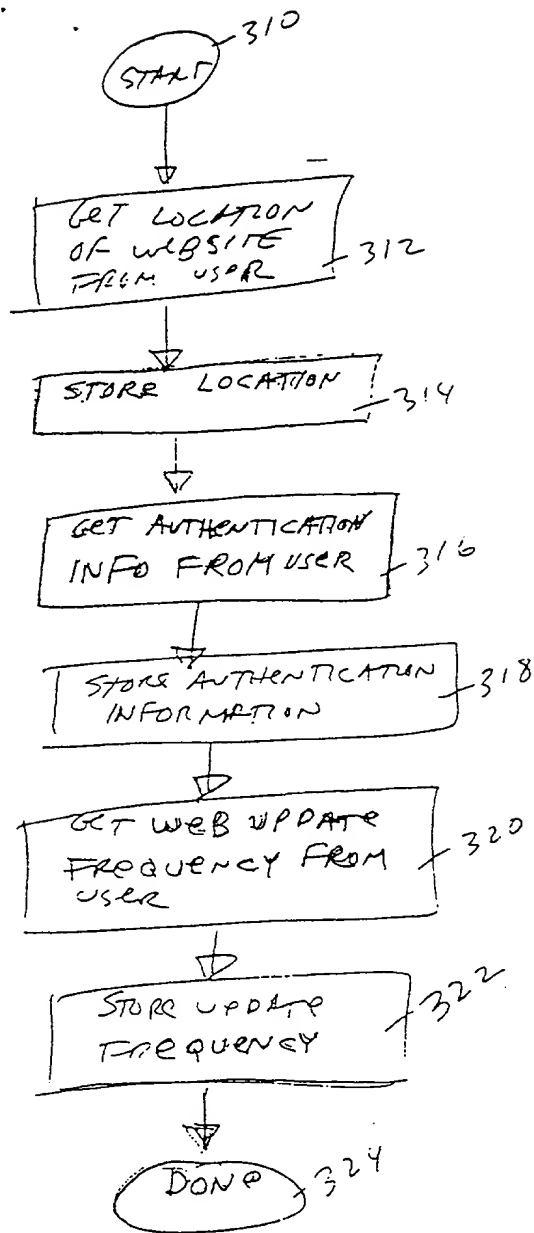 310
START
GET LOCATION
OF WEBSITE
FROM USER
312
STORE LOCATION
314
GET AUTHENTICATION
INFO FROM USER
316
STORE AUTHENTICATION
INFORMATION
318
GET WEB UPDATE
FREQUENCY FROM
USER
320
STORE UPDATE
FREQUENCY
322
DONE
324